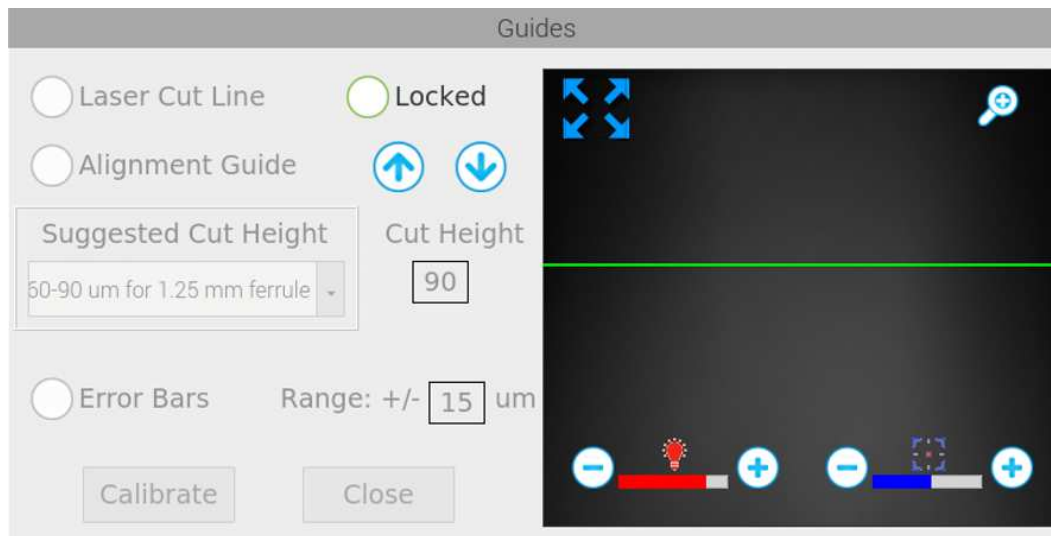 Guides
Laser Cut Line
Locked
Alignment Guide
Suggested Cut Height
Cut Height
60-90 um for 1.25 mm ferrule
90
Error Bars
Range: +/- 15 um
Calibrate
Close